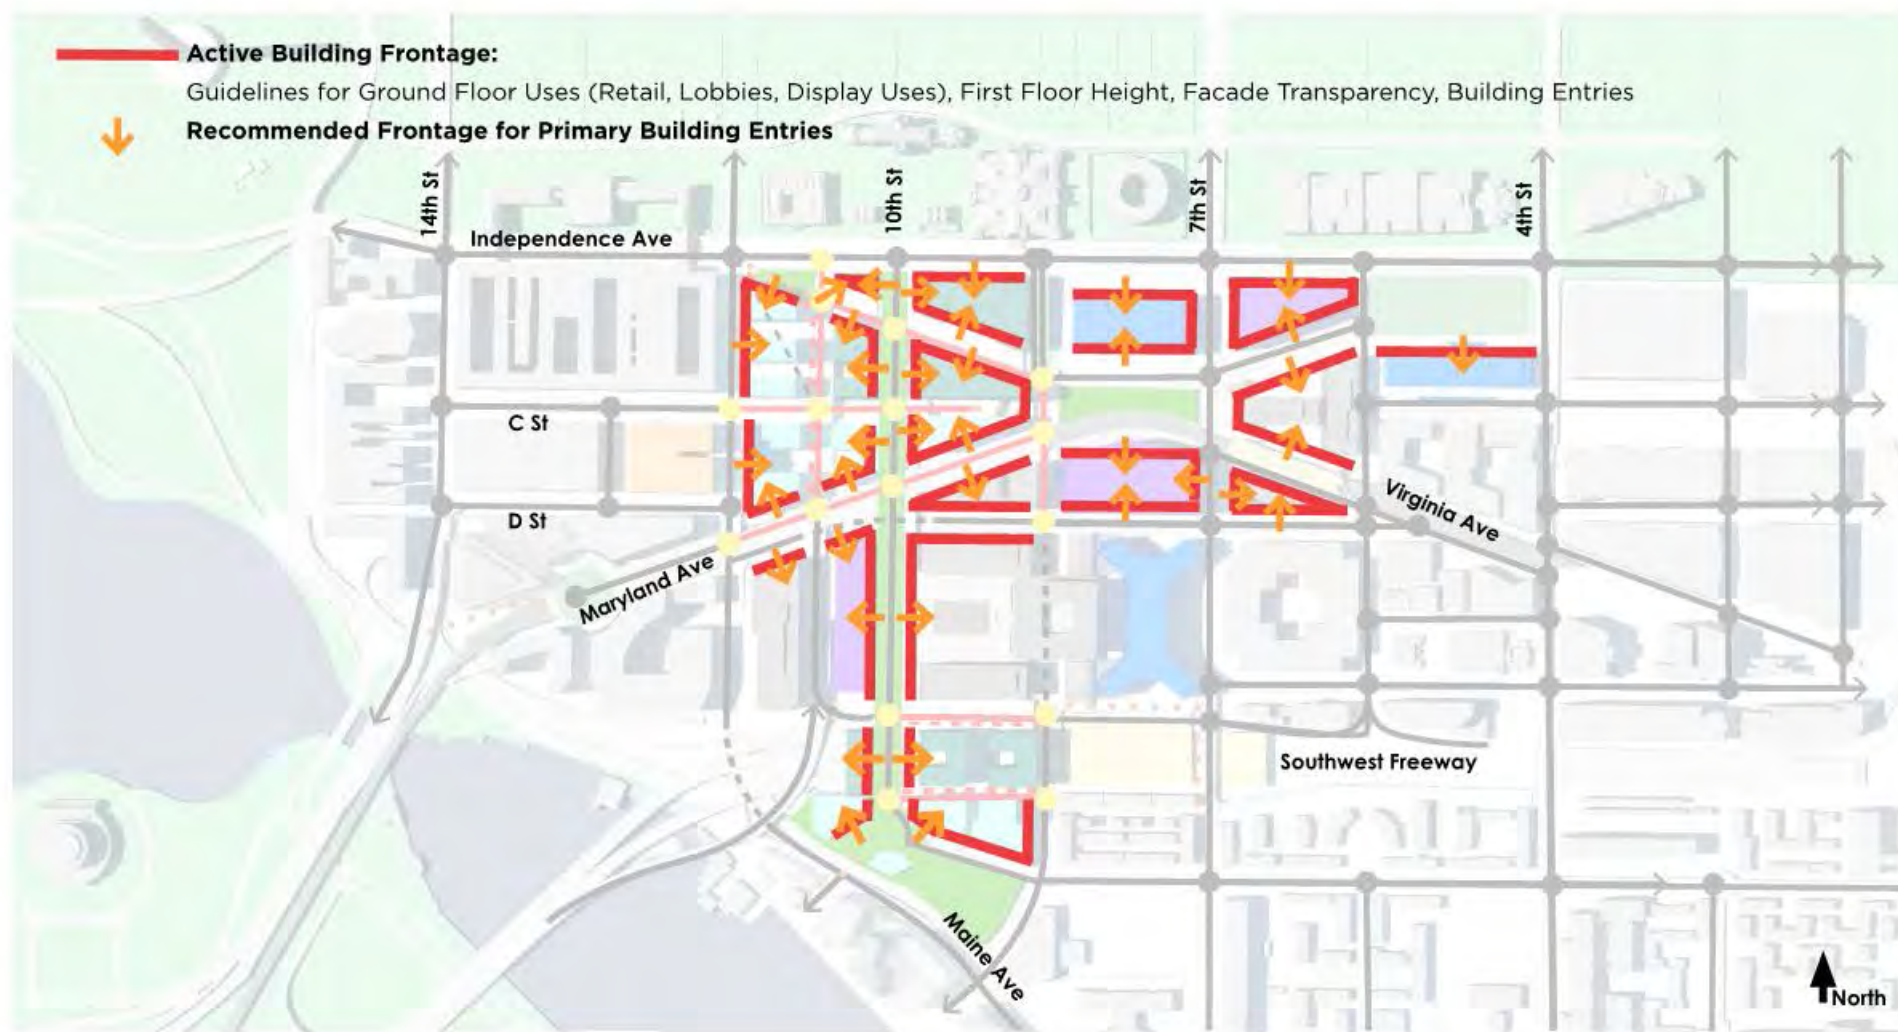 Active Building Frontage:
Guidelines for Ground Floor Uses (Retail, Lobbies, Display Uses), First Floor Height, Facade Transparency, Building Entries
Recommended Frontage for Primary Building Entries
14th St
10th St
7th St
4th St
Independence Ave
C St
D St
Virginia Ave
Maryland Ave
Southwest Freeway
Maine Ave
North